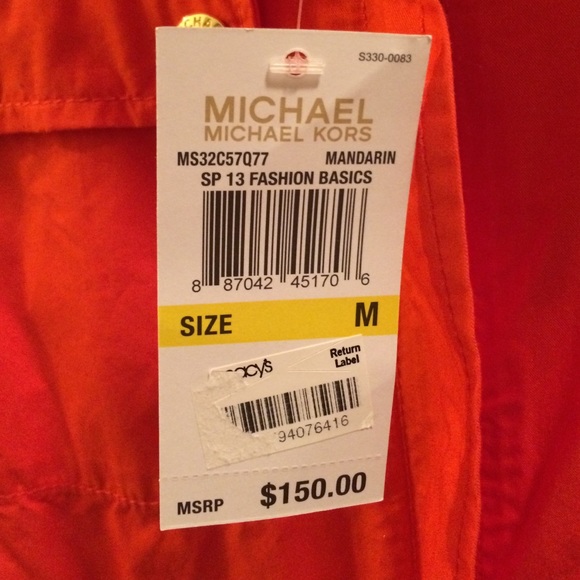 S330-0083
MICHAEL
MICHAEL KORS
MS32C57Q77 MANDARIN
SP 13 FASHION BASICS
8 87042 45170 6
SIZE M
Return
Label
94076416
MSRP $150.00